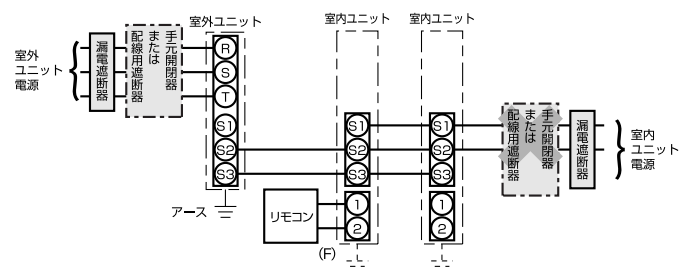 室外
ユニット
電源
漏電遮断器
手元開閉器
または
配線用遮断器
室外ユニット
R
S
T
S1
S2
S3
アース
リモコン
(F)
室内ユニット
S1
S2
S3
1
2
室内ユニット
S1
S2
S3
1
2
手元開閉器
または
配線用遮断器
漏電遮断器
室内
ユニット
電源